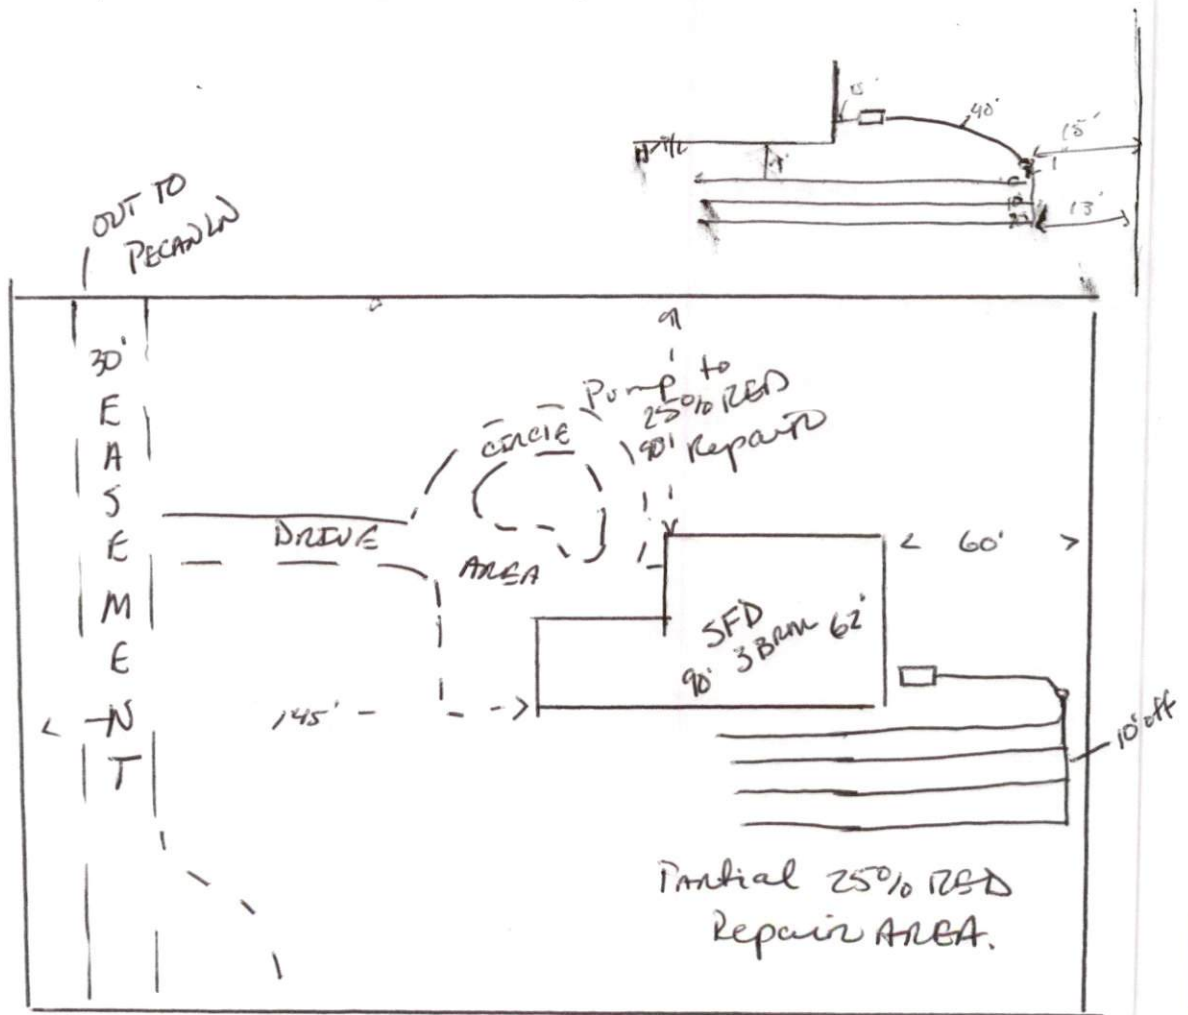 40'
15'
13'
OUT TO
PECAN LN
30'
EASEMENT
Pump to
25% RED
Repair
90'
CIRCLE
DRIVE
AREA
< 60' >
SFD
3 BRM 62'
90'
< 145' - >
10' off
Partial 25% RED
Repair AREA.